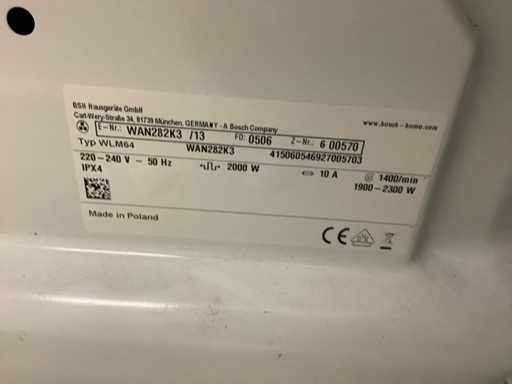 BSH Hausgeräte GmbH
Carl-Wery-Straße 34, 81739 München, GERMANY - A Bosch Company
www.bosch-home.com
E-Nr.: WAN282K3 /13 FD: 0506 Z-Nr.: 6 00570
Typ WLM64 WAN282K3 415060546927005703
220-240 V ~ 50 Hz 2000 W 10 A 1400/min
IPX4 1900-2300 W
Made in Poland
CE